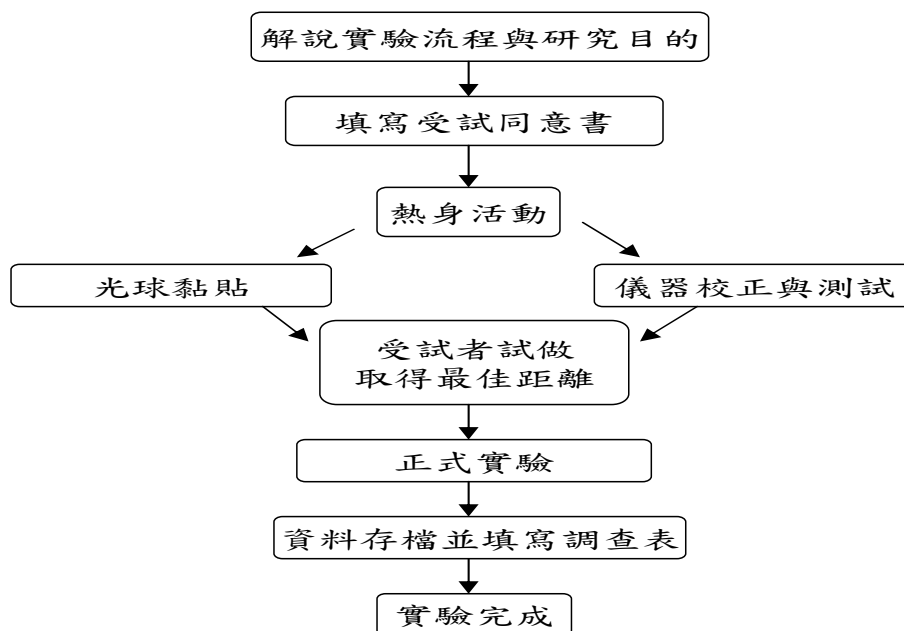 解說實驗流程與研究目的
填寫受試同意書
熱身活動
光球黏貼
儀器校正與測試
受試者試做
取得最佳距離
正式實驗
資料存檔並填寫調查表
實驗完成